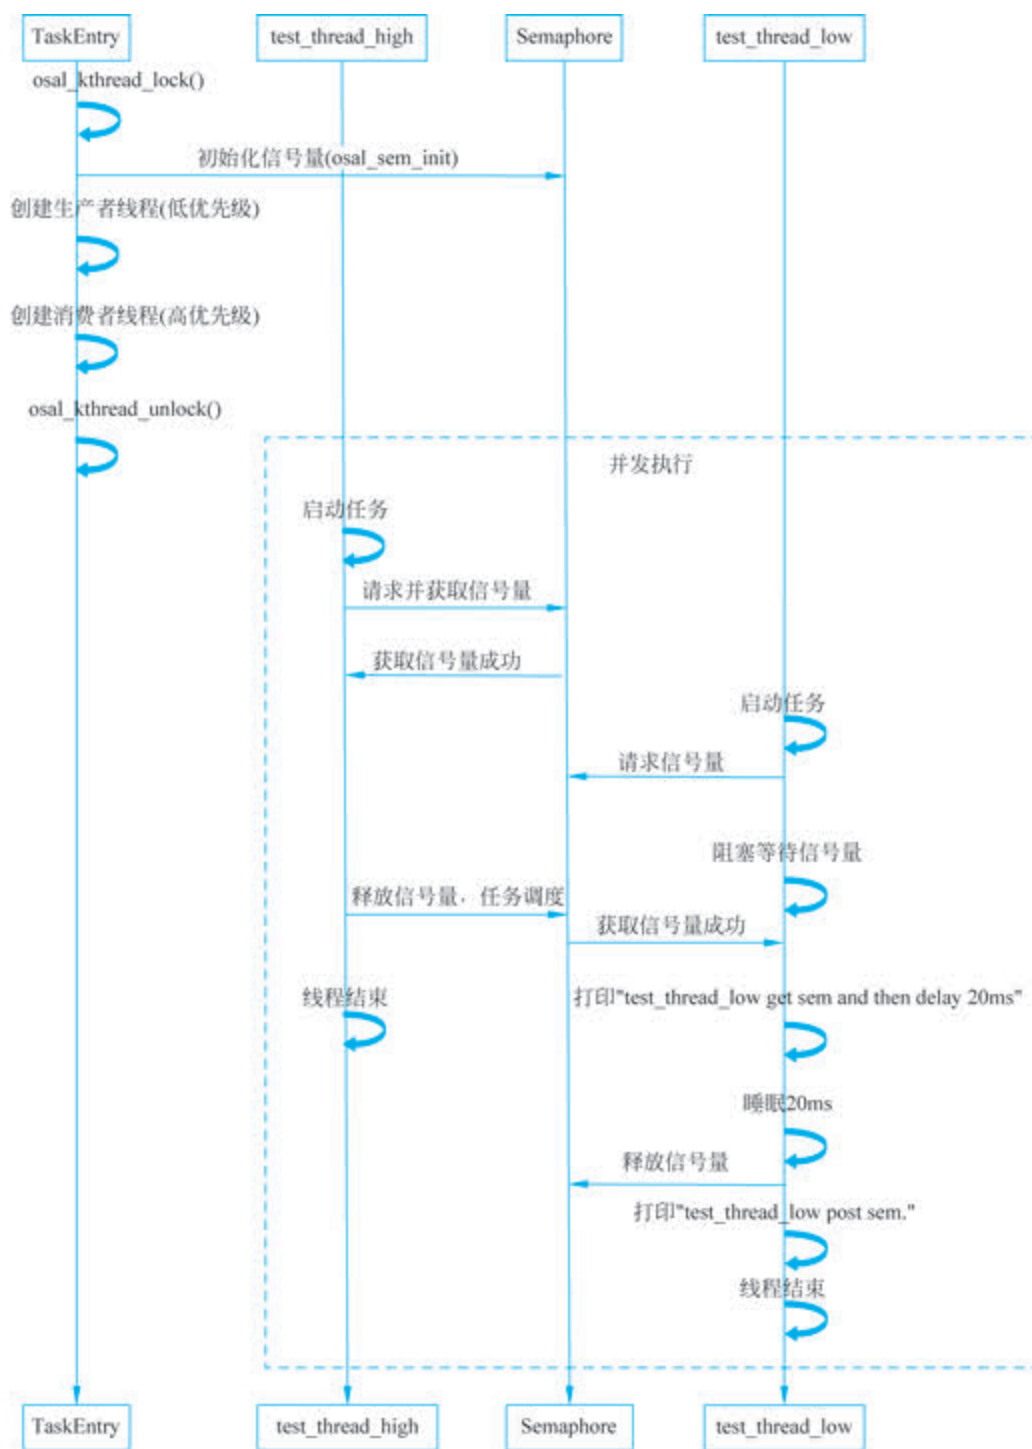 TaskEntry
test_thread_high
Semaphore
test_thread_low
osal_kthread_lock()
初始化信号量(osal_sem_init)
创建生产者线程(低优先级)
创建消费者线程(高优先级)
osal_kthread_unlock()
并发执行
启动任务
请求并获取信号量
获取信号量成功
启动任务
请求信号量
阻塞等待信号量
释放信号量，任务调度
获取信号量成功
线程结束
打印"test_thread_low get sem and then delay 20ms"
睡眠20ms
释放信号量
打印"test_thread_low post sem."
线程结束
TaskEntry
test_thread_high
Semaphore
test_thread_low